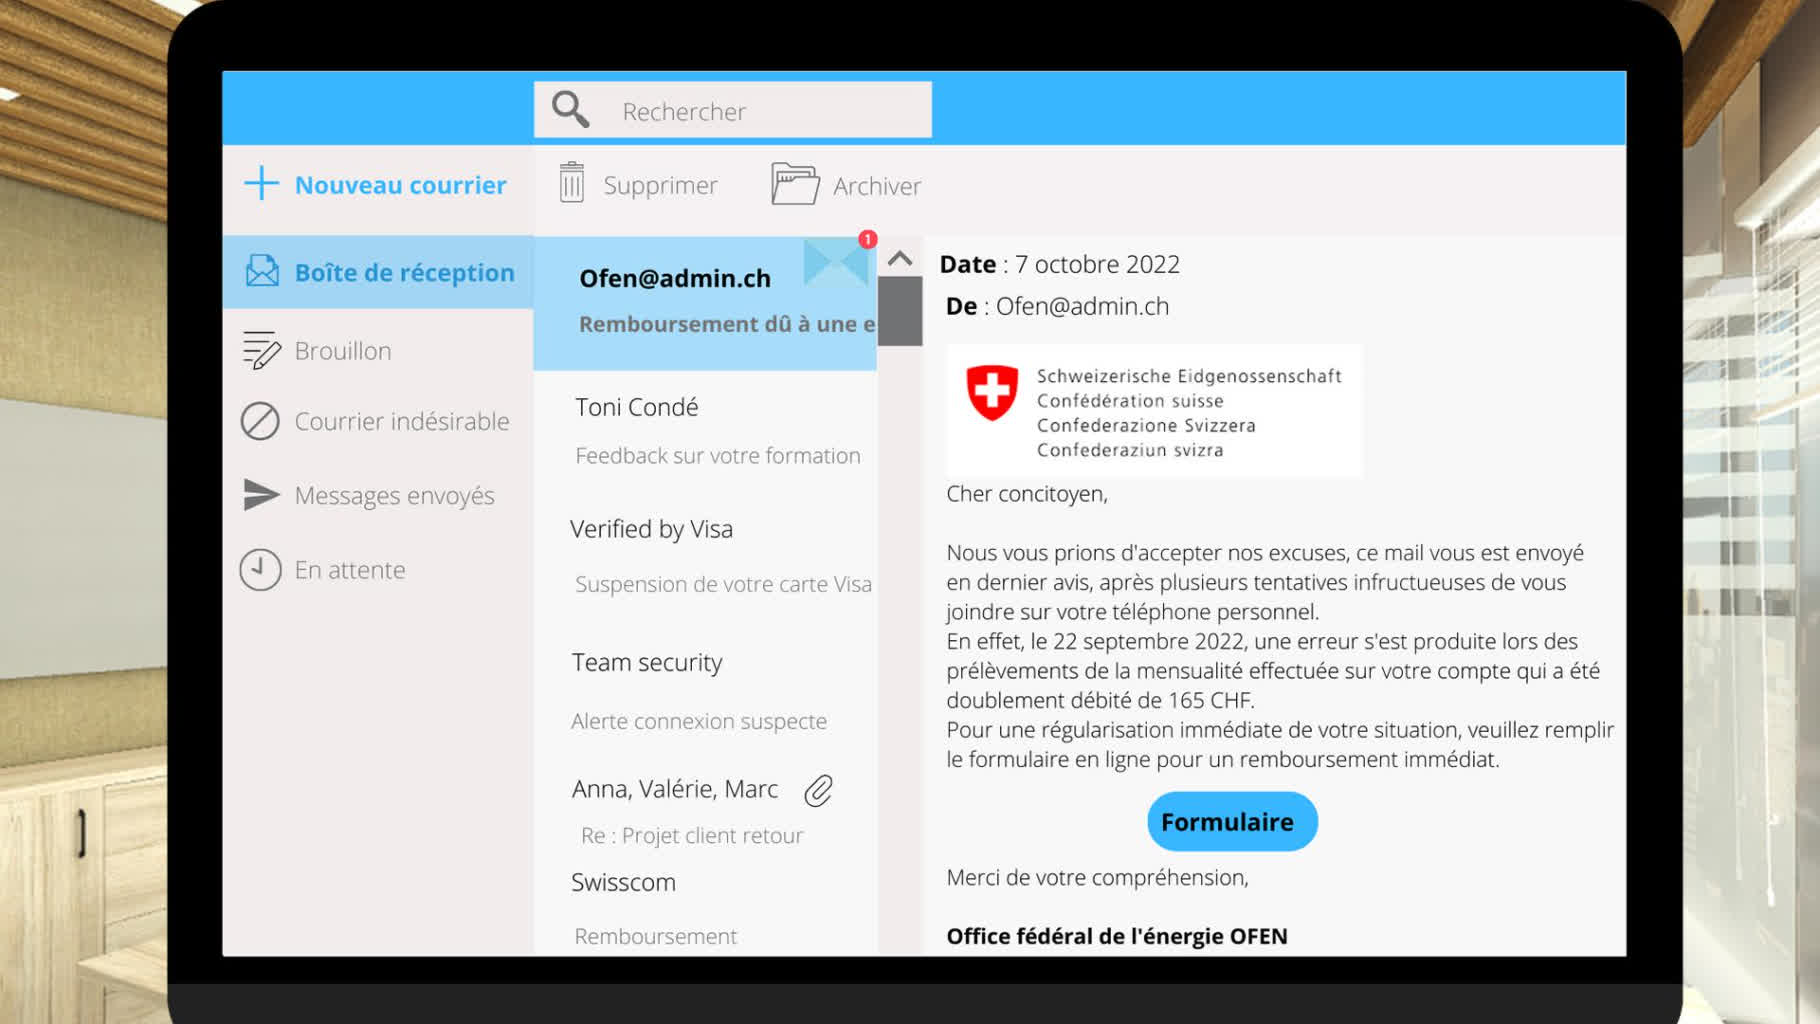 Rechercher
Nouveau courrier
Supprimer
Archiver
Boîte de réception
Brouillon
Courrier indésirable
Messages envoyés
En attente
1
Ofen@admin.ch
Remboursement dû à une e
Toni Condé
Feedback sur votre formation
Verified by Visa
Suspension de votre carte Visa
Team security
Alerte connexion suspecte
Anna, Valérie, Marc
Re : Projet client retour
Swisscom
Remboursement
Date : 7 octobre 2022
De : Ofen@admin.ch
Schweizerische Eidgenossenschaft
Confédération suisse
Confederazione Svizzera
Confederaziun svizra
Cher concitoyen,
Nous vous prions d'accepter nos excuses, ce mail vous est envoyé
en dernier avis, après plusieurs tentatives infructueuses de vous
joindre sur votre téléphone personnel.
En effet, le 22 septembre 2022, une erreur s'est produite lors des
prélèvements de la mensualité effectuée sur votre compte qui a été
doublement débité de 165 CHF.
Pour une régularisation immédiate de votre situation, veuillez remplir
le formulaire en ligne pour un remboursement immédiat.
Formulaire
Merci de votre compréhension,
Office fédéral de l'énergie OFEN